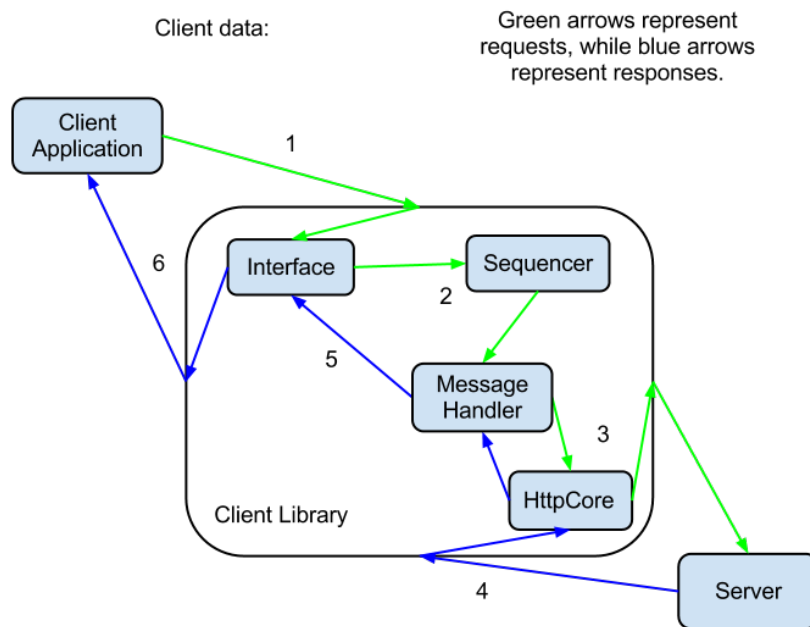 Client data:
Green arrows represent
requests, while blue arrows
represent responses.
Client
Application
1
6
Interface
Sequencer
2
5
Message
Handler
3
HttpCore
Client Library
4
Server